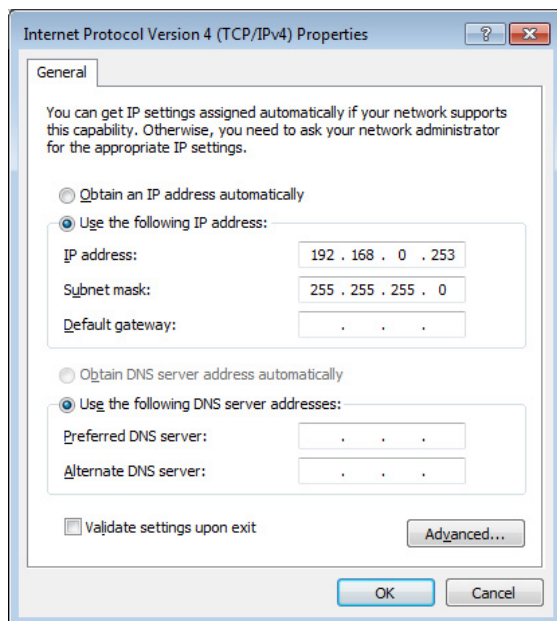 Internet Protocol Version 4 (TCP/IPv4) Properties
General
You can get IP settings assigned automatically if your network supports
this capability. Otherwise, you need to ask your network administrator
for the appropriate IP settings.
Obtain an IP address automatically
Use the following IP address:
IP address: 192 . 168 . 0 . 253
Subnet mask: 255 . 255 . 255 . 0
Default gateway: . . .
Obtain DNS server address automatically
Use the following DNS server addresses:
Preferred DNS server: . . .
Alternate DNS server: . . .
Validate settings upon exit
Advanced...
OK Cancel